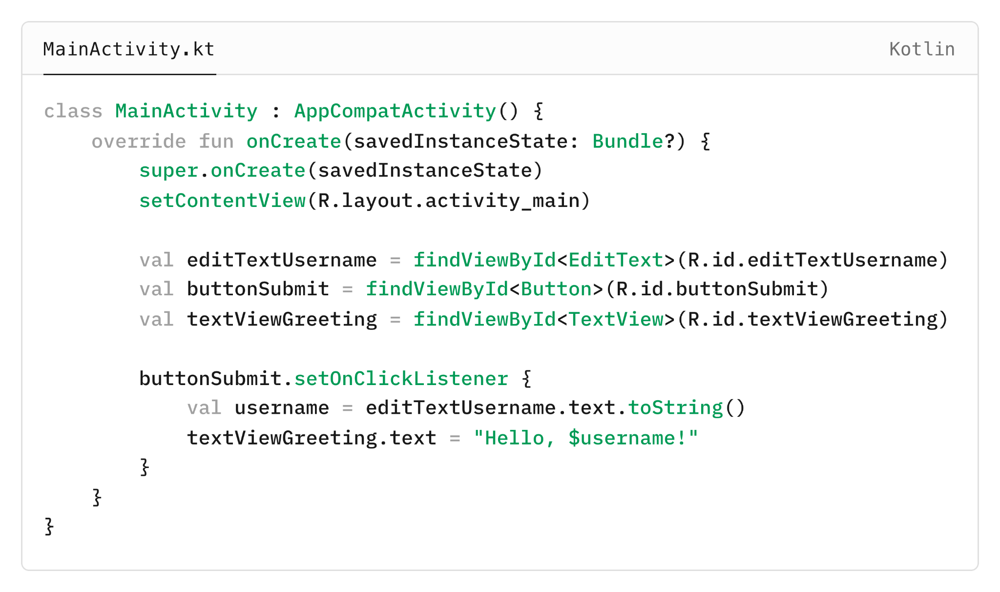 MainActivity.kt
Kotlin
class MainActivity : AppCompatActivity() {
    override fun onCreate(savedInstanceState: Bundle?) {
        super.onCreate(savedInstanceState)
        setContentView(R.layout.activity_main)

        val editTextUsername = findViewById<EditText>(R.id.editTextUsername)
        val buttonSubmit = findViewById<Button>(R.id.buttonSubmit)
        val textViewGreeting = findViewById<TextView>(R.id.textViewGreeting)

        buttonSubmit.setOnClickListener {
            val username = editTextUsername.text.toString()
            textViewGreeting.text = "Hello, $username!"
        }
    }
}